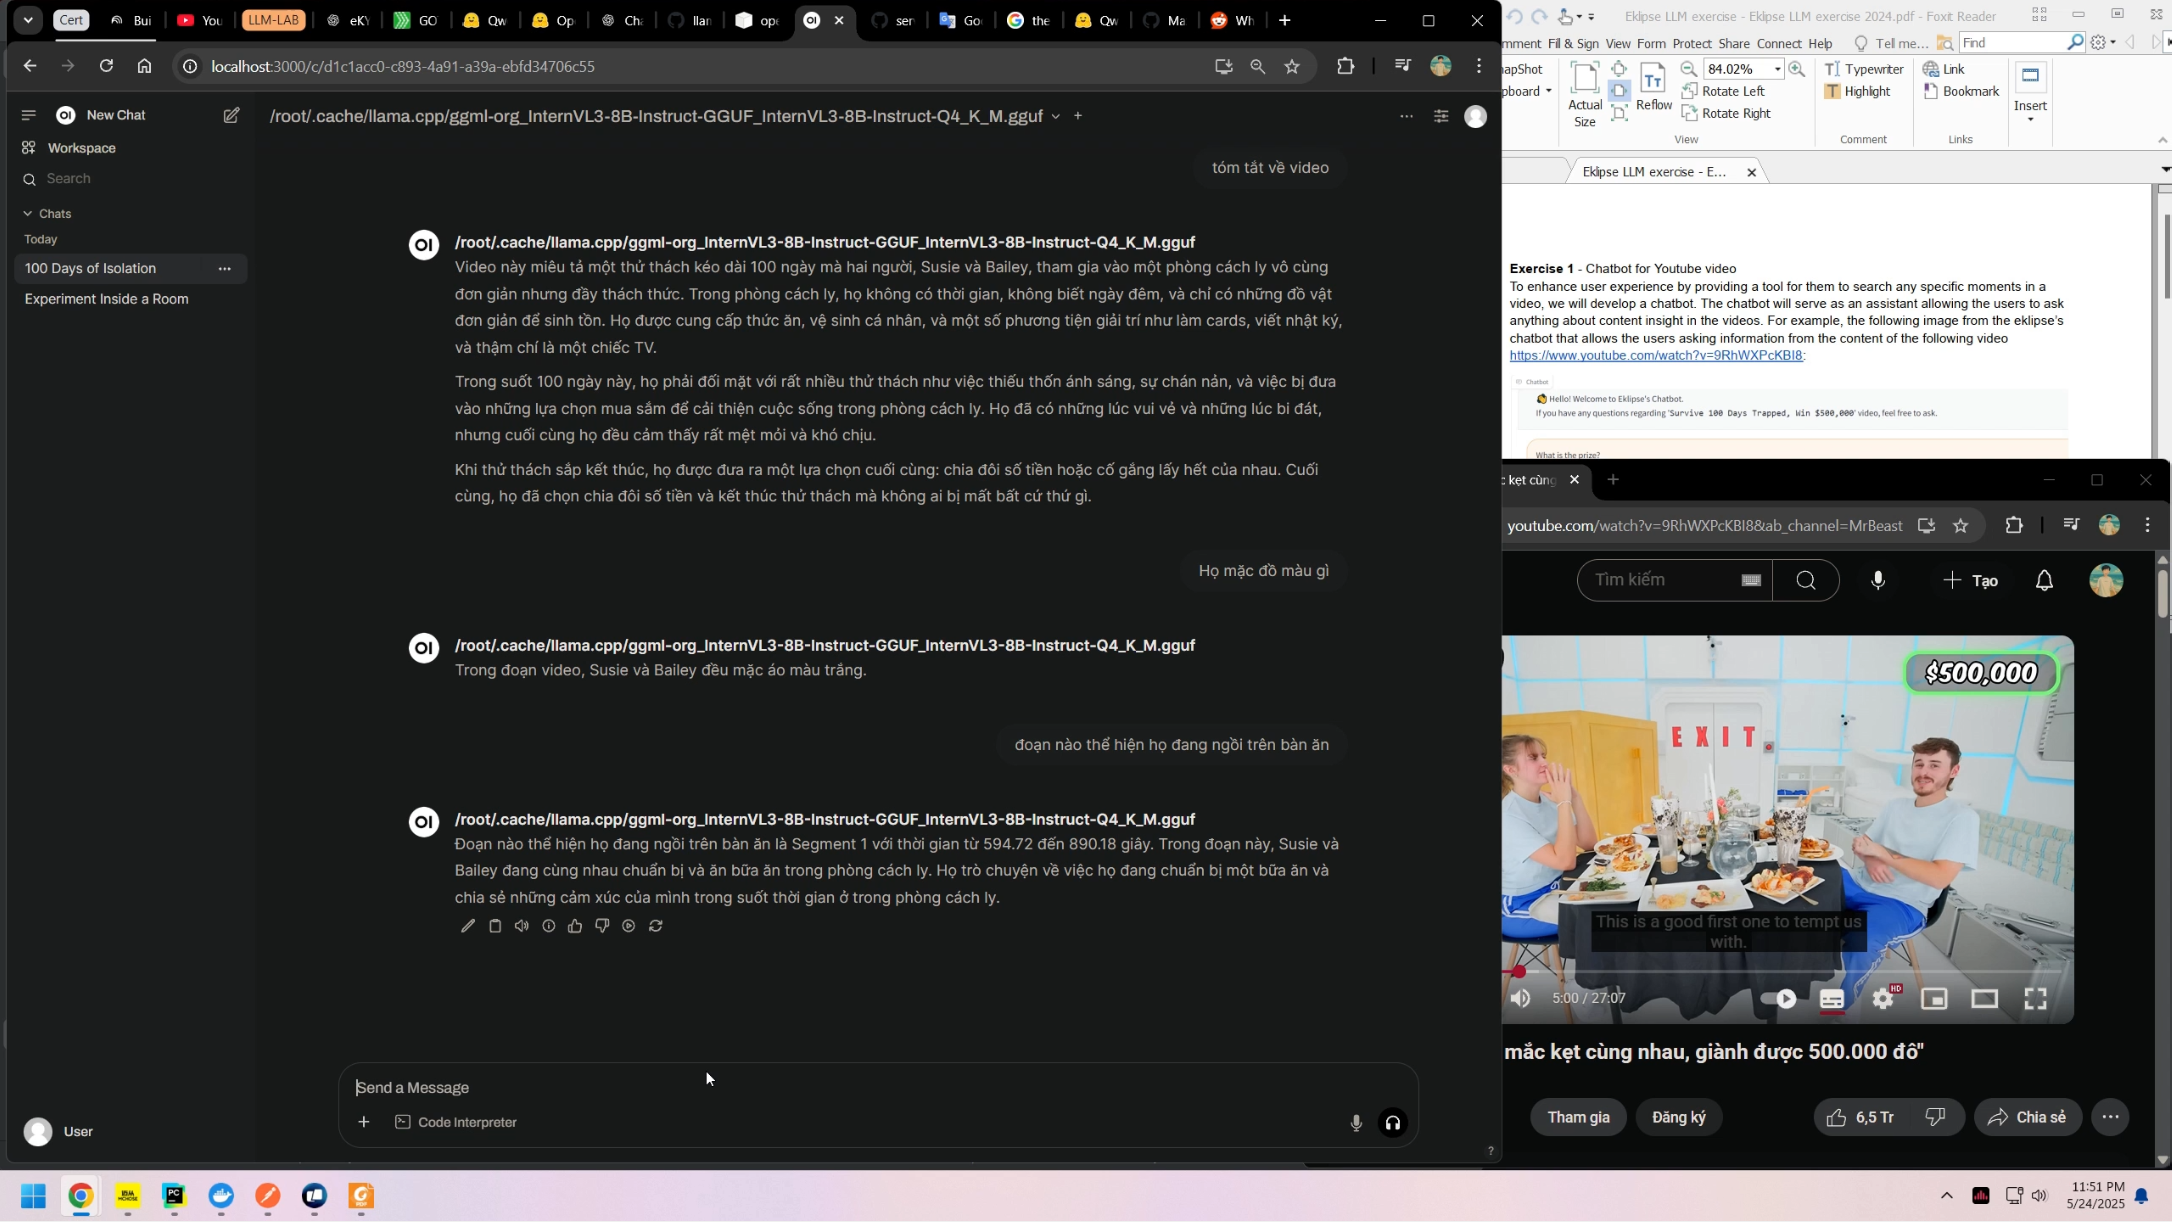 Cert
Bui
You
LLM-LAB
eKY
GO
Qw
Op
Ch
llan
ope
ser
Go
the
Qw
Ma
Wh
localhost:3000/c/d1c1acc0-c893-4a91-a39a-ebfd34706c55
New Chat
Workspace
Search
Chats
Today
100 Days of Isolation
Experiment Inside a Room
User
/root/.cache/llama.cpp/ggml-org_InternVL3-8B-Instruct-GGUF_InternVL3-8B-Instruct-Q4_K_M.gguf
tóm tắt về video
OI
/root/.cache/llama.cpp/ggml-org_InternVL3-8B-Instruct-GGUF_InternVL3-8B-Instruct-Q4_K_M.gguf
Video này miêu tả một thử thách kéo dài 100 ngày mà hai người, Susie và Bailey, tham gia vào một phòng cách ly vô cùng
đơn giản nhưng đầy thách thức. Trong phòng cách ly, họ không có thời gian, không biết ngày đêm, và chỉ có những đồ vật
đơn giản để sinh tồn. Họ được cung cấp thức ăn, vệ sinh cá nhân, và một số phương tiện giải trí như làm cards, viết nhật ký,
và thậm chí là một chiếc TV.
Trong suốt 100 ngày này, họ phải đối mặt với rất nhiều thử thách như việc thiếu thốn ánh sáng, sự chán nản, và việc bị đưa
vào những lựa chọn mua sắm để cải thiện cuộc sống trong phòng cách ly. Họ đã có những lúc vui vẻ và những lúc bi đát,
nhưng cuối cùng họ đều cảm thấy rất mệt mỏi và khó chịu.
Khi thử thách sắp kết thúc, họ được đưa ra một lựa chọn cuối cùng: chia đôi số tiền hoặc cố gắng lấy hết của nhau. Cuối
cùng, họ đã chọn chia đôi số tiền và kết thúc thử thách mà không ai bị mất bất cứ thứ gì.
Họ mặc đồ màu gì
OI
/root/.cache/llama.cpp/ggml-org_InternVL3-8B-Instruct-GGUF_InternVL3-8B-Instruct-Q4_K_M.gguf
Trong đoạn video, Susie và Bailey đều mặc áo màu trắng.
đoạn nào thể hiện họ đang ngồi trên bàn ăn
OI
/root/.cache/llama.cpp/ggml-org_InternVL3-8B-Instruct-GGUF_InternVL3-8B-Instruct-Q4_K_M.gguf
Đoạn nào thể hiện họ đang ngồi trên bàn ăn là Segment 1 với thời gian từ 594.72 đến 890.18 giây. Trong đoạn này, Susie và
Bailey đang cùng nhau chuẩn bị và ăn bữa ăn trong phòng cách ly. Họ trò chuyện về việc họ đang chuẩn bị một bữa ăn và
chia sẻ những cảm xúc của mình trong suốt thời gian ở trong phòng cách ly.
Send a Message
Code Interpreter
?
Eklipse LLM exercise - Eklipse LLM exercise 2024.pdf - Foxit Reader
mment Fill & Sign View Form Protect Share Connect Help Tell me... Find
apShot
pboard
Actual
Size
Reflow
84.02%
Rotate Left
Rotate Right
View
Typewriter
Highlight
Comment
Link
Bookmark
Links
Insert
Eklipse LLM exercise - E...
Exercise 1 - Chatbot for Youtube video
To enhance user experience by providing a tool for them to search any specific moments in a
video, we will develop a chatbot. The chatbot will serve as an assistant allowing the users to ask
anything about content insight in the videos. For example, the following image from the eklipse's
chatbot that allows the users asking information from the content of the following video
https://www.youtube.com/watch?v=9RhWXPcKBI8:
Chatbot
Hello! Welcome to Eklipse's Chatbot.
If you have any questions regarding 'Survive 100 Days Trapped, Win $500,000' video, feel free to ask.
What is the prize?
kẹt cùng
youtube.com/watch?v=9RhWXPcKBI8&ab_channel=MrBeast
Tìm kiếm
Tạo
$500,000
EXIT
This is a good first one to tempt us
with.
5:00 / 27:07
HD
mắc kẹt cùng nhau, giành được 500.000 đô"
Tham gia
Đăng ký
6,5 Tr
Chia sẻ
PC
11:51 PM
5/24/2025